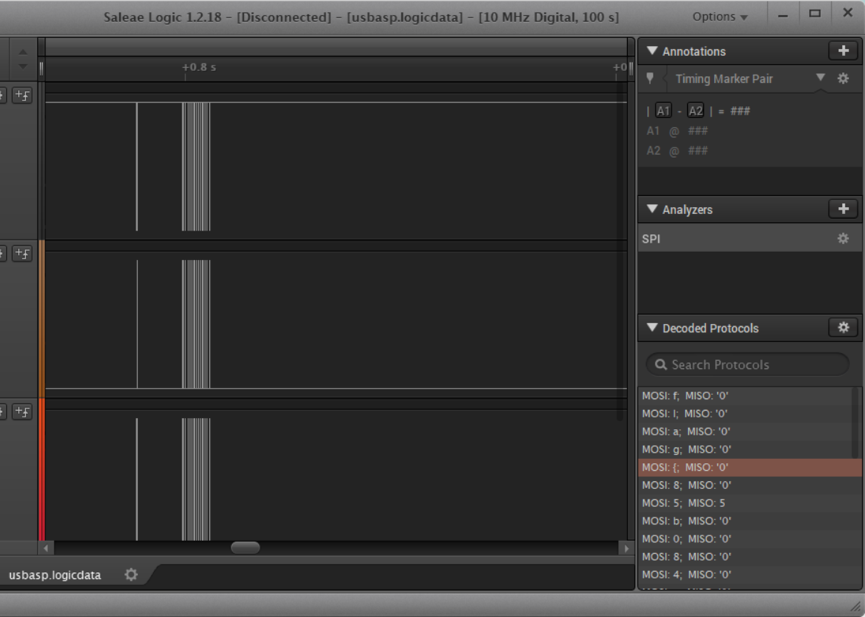 Saleae Logic 1.2.18 - [Disconnected] - [usbasp.logicdata] - [10 MHz Digital, 100 s]
Options
+0.8 s
+0
Annotations
Timing Marker Pair
| A1 - A2 | = ###
A1 @ ###
A2 @ ###
Analyzers
SPI
Decoded Protocols
Search Protocols
MOSI: f; MISO: '0'
MOSI: l; MISO: '0'
MOSI: a; MISO: '0'
MOSI: g; MISO: '0'
MOSI: {; MISO: '0'
MOSI: 8; MISO: '0'
MOSI: 5; MISO: 5
MOSI: b; MISO: '0'
MOSI: 0; MISO: '0'
MOSI: 8; MISO: '0'
MOSI: 4; MISO: '0'
usbasp.logicdata